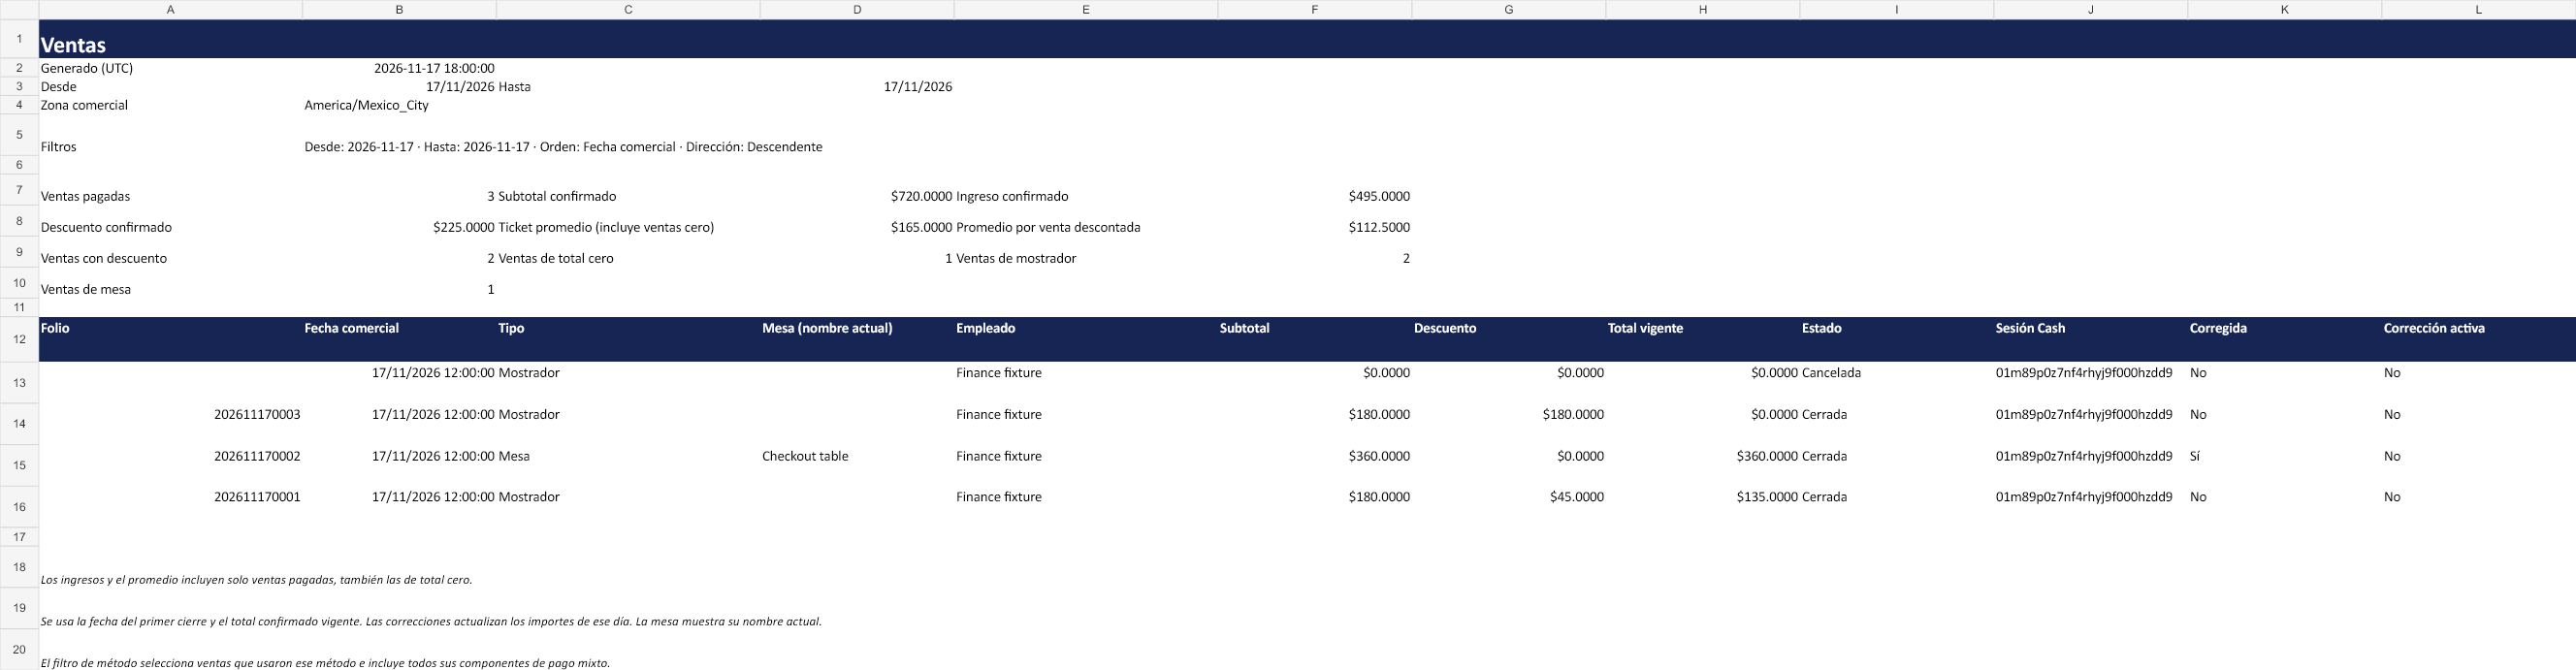 A B C D E F G H I J K L
1 Ventas
2 Generado (UTC) 2026-11-17 18:00:00
3 Desde 17/11/2026 Hasta 17/11/2026
4 Zona comercial America/Mexico_City
5 Filtros Desde: 2026-11-17 · Hasta: 2026-11-17 · Orden: Fecha comercial · Dirección: Descendente
6
7 Ventas pagadas 3 Subtotal confirmado $720.0000 Ingreso confirmado $495.0000
8 Descuento confirmado $225.0000 Ticket promedio (incluye ventas cero) $165.0000 Promedio por venta descontada $112.5000
9 Ventas con descuento 2 Ventas de total cero 1 Ventas de mostrador 2
10 Ventas de mesa 1
11
12 Folio Fecha comercial Tipo Mesa (nombre actual) Empleado Subtotal Descuento Total vigente Estado Sesión Cash Corregida Corrección activa
13 17/11/2026 12:00:00 Mostrador Finance fixture $0.0000 $0.0000 $0.0000 Cancelada 01m89p0z7nf4rhyj9f000hzdd9 No No
14 202611170003 17/11/2026 12:00:00 Mostrador Finance fixture $180.0000 $180.0000 $0.0000 Cerrada 01m89p0z7nf4rhyj9f000hzdd9 No No
15 202611170002 17/11/2026 12:00:00 Mesa Checkout table Finance fixture $360.0000 $0.0000 $360.0000 Cerrada 01m89p0z7nf4rhyj9f000hzdd9 Sí No
16 202611170001 17/11/2026 12:00:00 Mostrador Finance fixture $180.0000 $45.0000 $135.0000 Cerrada 01m89p0z7nf4rhyj9f000hzdd9 No No
17
18 Los ingresos y el promedio incluyen solo ventas pagadas, también las de total cero.
19 Se usa la fecha del primer cierre y el total confirmado vigente. Las correcciones actualizan los importes de ese día. La mesa muestra su nombre actual.
20 El filtro de método selecciona ventas que usaron ese método e incluye todos sus componentes de pago mixto.